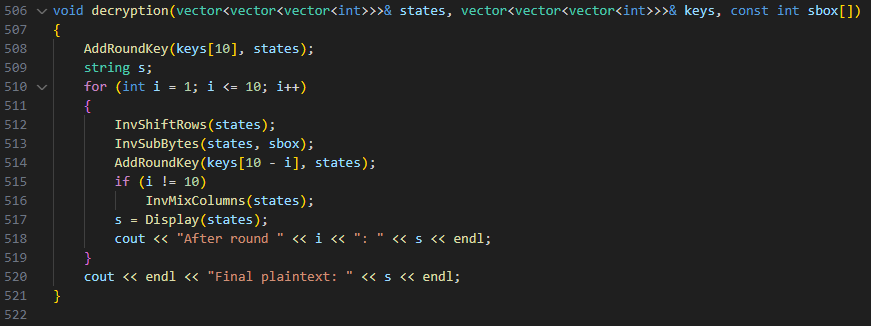 506 void decryption(vector<vector<vector<int>>>& states, vector<vector<vector<int>>>& keys, const int sbox[])
507 {
508     AddRoundKey(keys[10], states);
509     string s;
510     for (int i = 1; i <= 10; i++)
511     {
512         InvShiftRows(states);
513         InvSubBytes(states, sbox);
514         AddRoundKey(keys[10 - i], states);
515         if (i != 10)
516             InvMixColumns(states);
517         s = Display(states);
518         cout << "After round " << i << ": " << s << endl;
519     }
520     cout << endl << "Final plaintext: " << s << endl;
521 }
522